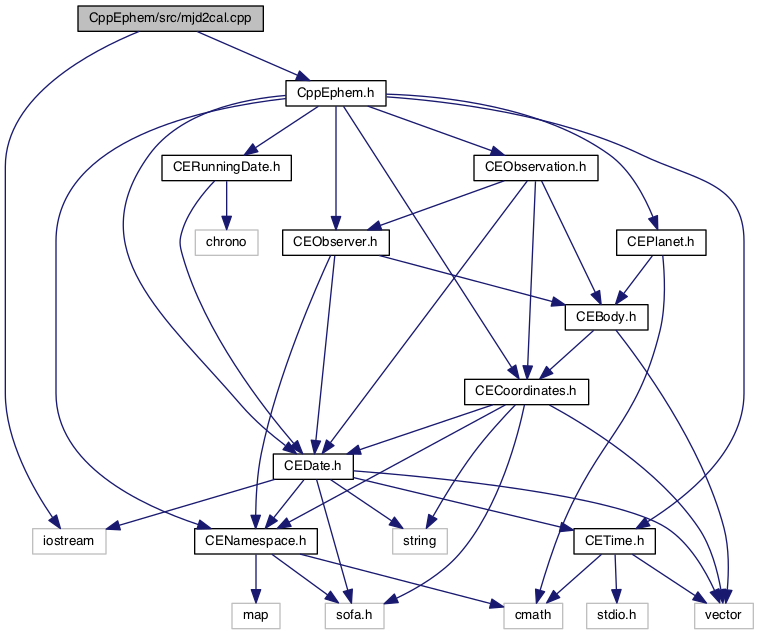 CppEphem/src/mjd2cal.cpp
CppEphem.h
CERunningDate.h
CEObservation.h
chrono
CEObserver.h
CEPlanet.h
CEBody.h
CECoordinates.h
CEDate.h
iostream
CENamespace.h
string
CETime.h
map
sofa.h
cmath
stdio.h
vector